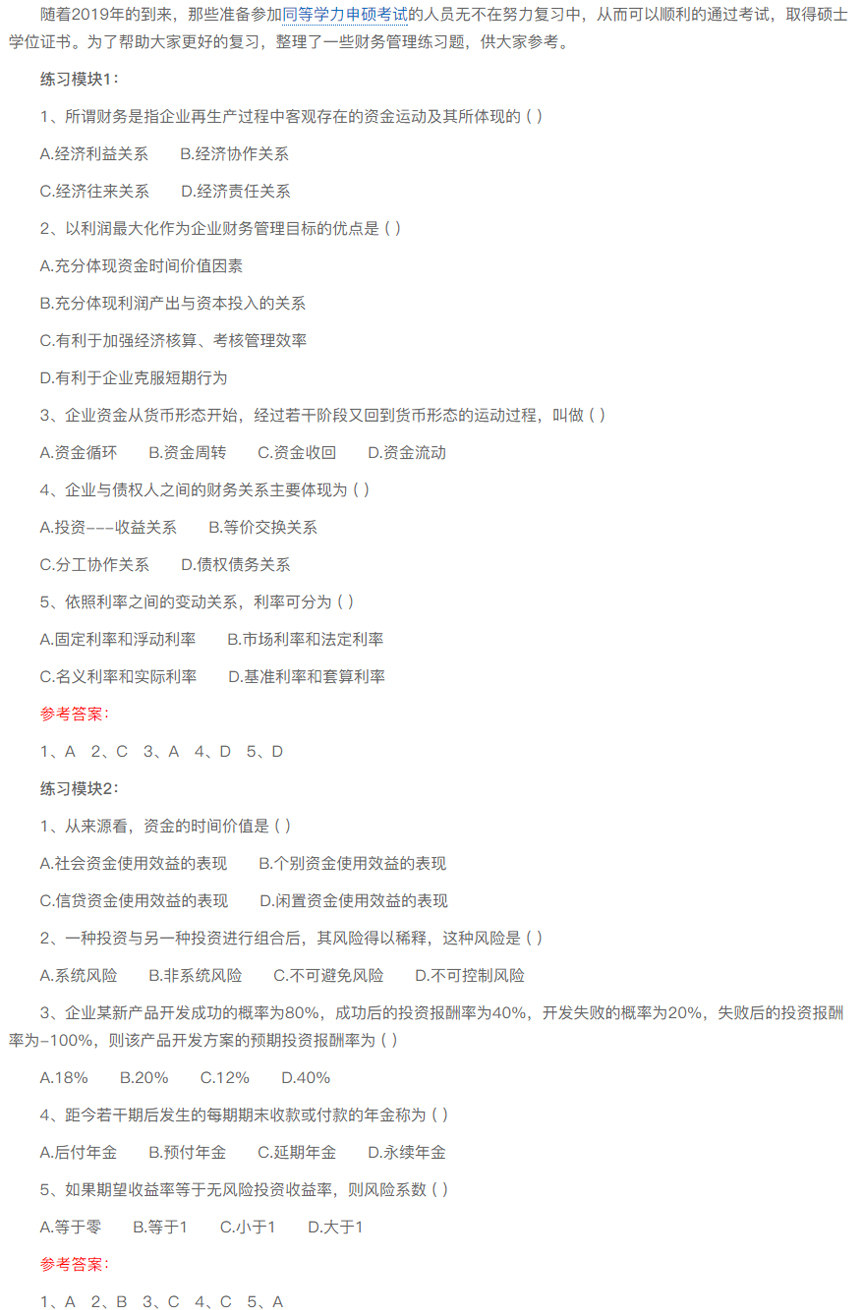 随着2019年的到来，那些准备参加同等学力申硕考试的人员无不在努力复习中，从而可以顺利的通过考试，取得硕士
学位证书。为了帮助大家更好的复习，整理了一些财务管理练习题，供大家参考。
练习模块1：
1、所谓财务是指企业再生产过程中客观存在的资金运动及其所体现的 ( )
A.经济利益关系　　B.经济协作关系
C.经济往来关系　　D.经济责任关系
2、以利润最大化作为企业财务管理目标的优点是 ( )
A.充分体现资金时间价值因素
B.充分体现利润产出与资本投入的关系
C.有利于加强经济核算、考核管理效率
D.有利于企业克服短期行为
3、企业资金从货币形态开始，经过若干阶段又回到货币形态的运动过程，叫做 ( )
A.资金循环　　B.资金周转　　C.资金收回　　D.资金流动
4、企业与债权人之间的财务关系主要体现为 ( )
A.投资---收益关系　　B.等价交换关系
C.分工协作关系　　D.债权债务关系
5、依照利率之间的变动关系，利率可分为 ( )
A.固定利率和浮动利率　　B.市场利率和法定利率
C.名义利率和实际利率　　D.基准利率和套算利率
参考答案：
1、A　2、C　3、A　4、D　5、D
练习模块2：
1、从来源看，资金的时间价值是 ( )
A.社会资金使用效益的表现　　B.个别资金使用效益的表现
C.信贷资金使用效益的表现　　D.闲置资金使用效益的表现
2、一种投资与另一种投资进行组合后，其风险得以稀释，这种风险是 ( )
A.系统风险　　B.非系统风险　　C.不可避免风险　　D.不可控制风险
3、企业某新产品开发成功的概率为80%，成功后的投资报酬率为40%，开发失败的概率为20%，失败后的投资报酬
率为-100%，则该产品开发方案的预期投资报酬率为 ( )
A.18%　　B.20%　　C.12%　　D.40%
4、距今若干期后发生的每期期末收款或付款的年金称为 ( )
A.后付年金　　B.预付年金　　C.延期年金　　D.永续年金
5、如果期望收益率等于无风险投资收益率，则风险系数 ( )
A.等于零　　B.等于1　　C.小于1　　D.大于1
参考答案：
1、A　2、B　3、C　4、C　5、A